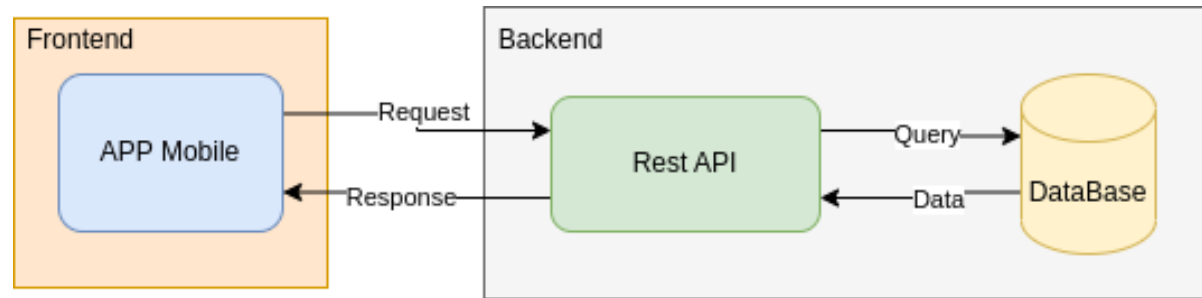 Frontend
Backend
APP Mobile
Request
Response
Rest API
Query
Data
DataBase